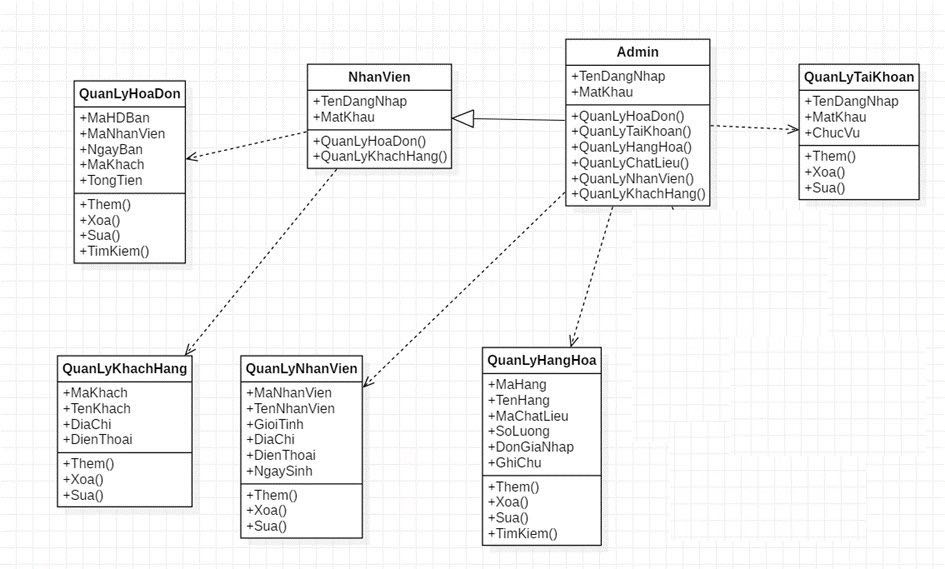 QuanLyHoaDon
+MaHDBan
+MaNhanVien
+NgayBan
+MaKhach
+TongTien
+Them()
+Xoa()
+Sua()
+TimKiem()
NhanVien
+TenDangNhap
+MatKhau
+QuanLyHoaDon()
+QuanLyKhachHang()
Admin
+TenDangNhap
+MatKhau
+QuanLyHoaDon()
+QuanLyTaiKhoan()
+QuanLyHangHoa()
+QuanLyChatLieu()
+QuanLyNhanVien()
+QuanLyKhachHang()
QuanLyTaiKhoan
+TenDangNhap
+MatKhau
+ChucVu
+Them()
+Xoa()
+Sua()
QuanLyKhachHang
+MaKhach
+TenKhach
+DiaChi
+DienThoai
+Them()
+Xoa()
+Sua()
QuanLyNhanVien
+MaNhanVien
+TenNhanVien
+GioiTinh
+DiaChi
+DienThoai
+NgaySinh
+Them()
+Xoa()
+Sua()
QuanLyHangHoa
+MaHang
+TenHang
+MaChatLieu
+SoLuong
+DonGiaNhap
+GhiChu
+Them()
+Xoa()
+Sua()
+TimKiem()